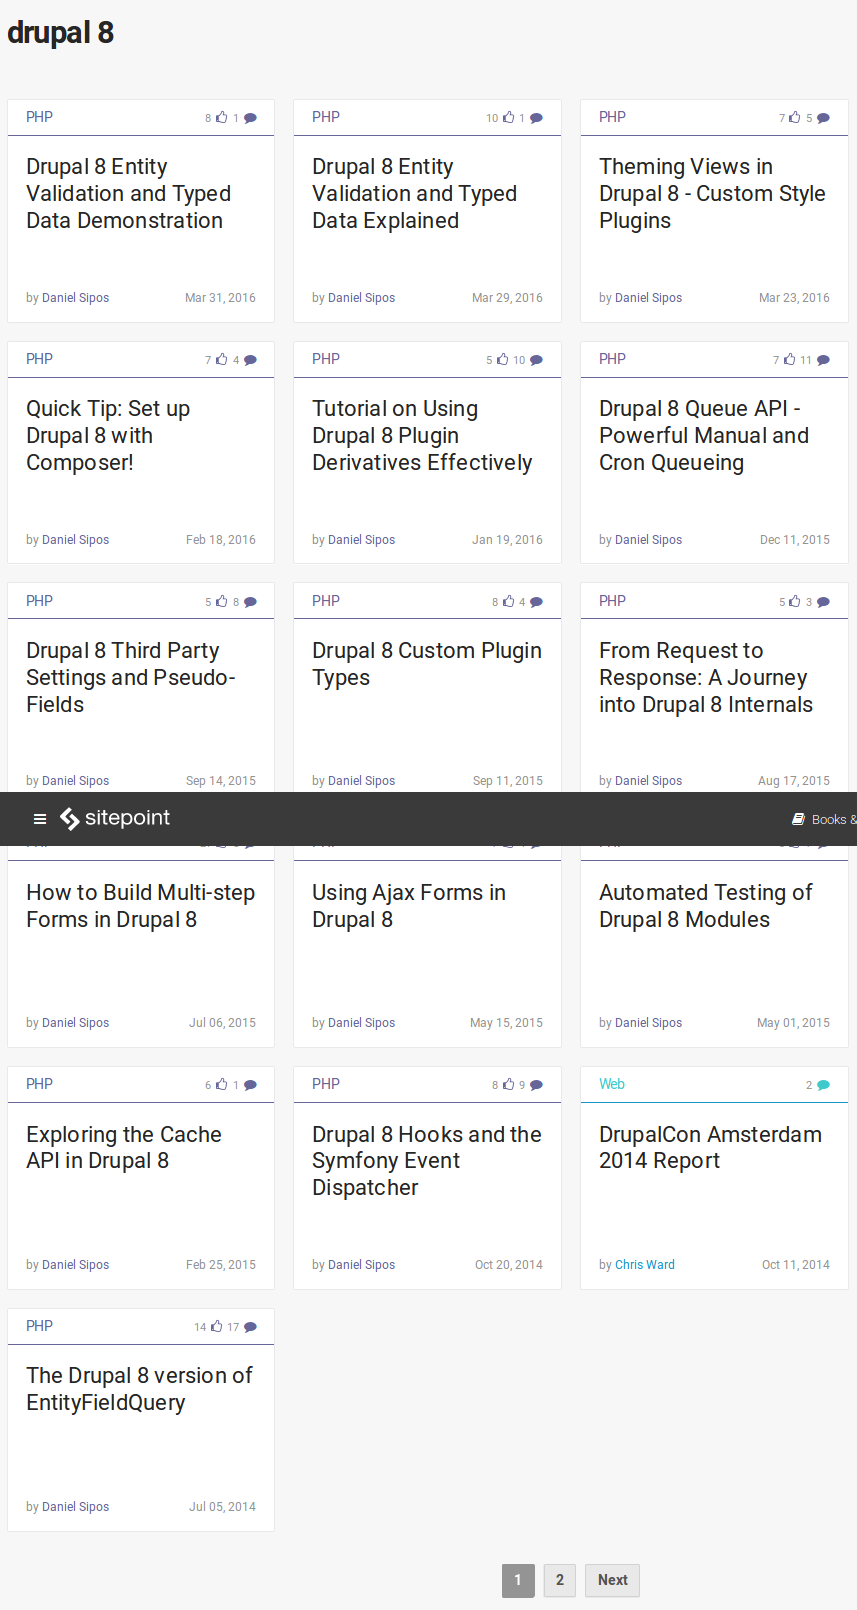 drupal 8
PHP 8 1
Drupal 8 Entity
Validation and Typed
Data Demonstration
by Daniel Sipos Mar 31, 2016
PHP 10 1
Drupal 8 Entity
Validation and Typed
Data Explained
by Daniel Sipos Mar 29, 2016
PHP 7 5
Theming Views in
Drupal 8 - Custom Style
Plugins
by Daniel Sipos Mar 23, 2016
PHP 7 4
Quick Tip: Set up
Drupal 8 with
Composer!
by Daniel Sipos Feb 18, 2016
PHP 5 10
Tutorial on Using
Drupal 8 Plugin
Derivatives Effectively
by Daniel Sipos Jan 19, 2016
PHP 7 11
Drupal 8 Queue API -
Powerful Manual and
Cron Queueing
by Daniel Sipos Dec 11, 2015
PHP 5 8
Drupal 8 Third Party
Settings and Pseudo-
Fields
by Daniel Sipos Sep 14, 2015
PHP 8 4
Drupal 8 Custom Plugin
Types
by Daniel Sipos Sep 11, 2015
PHP 5 3
From Request to
Response: A Journey
into Drupal 8 Internals
by Daniel Sipos Aug 17, 2015
sitepoint Books &
How to Build Multi-step
Forms in Drupal 8
by Daniel Sipos Jul 06, 2015
Using Ajax Forms in
Drupal 8
by Daniel Sipos May 15, 2015
Automated Testing of
Drupal 8 Modules
by Daniel Sipos May 01, 2015
PHP 6 1
Exploring the Cache
API in Drupal 8
by Daniel Sipos Feb 25, 2015
PHP 8 9
Drupal 8 Hooks and the
Symfony Event
Dispatcher
by Daniel Sipos Oct 20, 2014
Web 2
DrupalCon Amsterdam
2014 Report
by Chris Ward Oct 11, 2014
PHP 14 17
The Drupal 8 version of
EntityFieldQuery
by Daniel Sipos Jul 05, 2014
1 2 Next